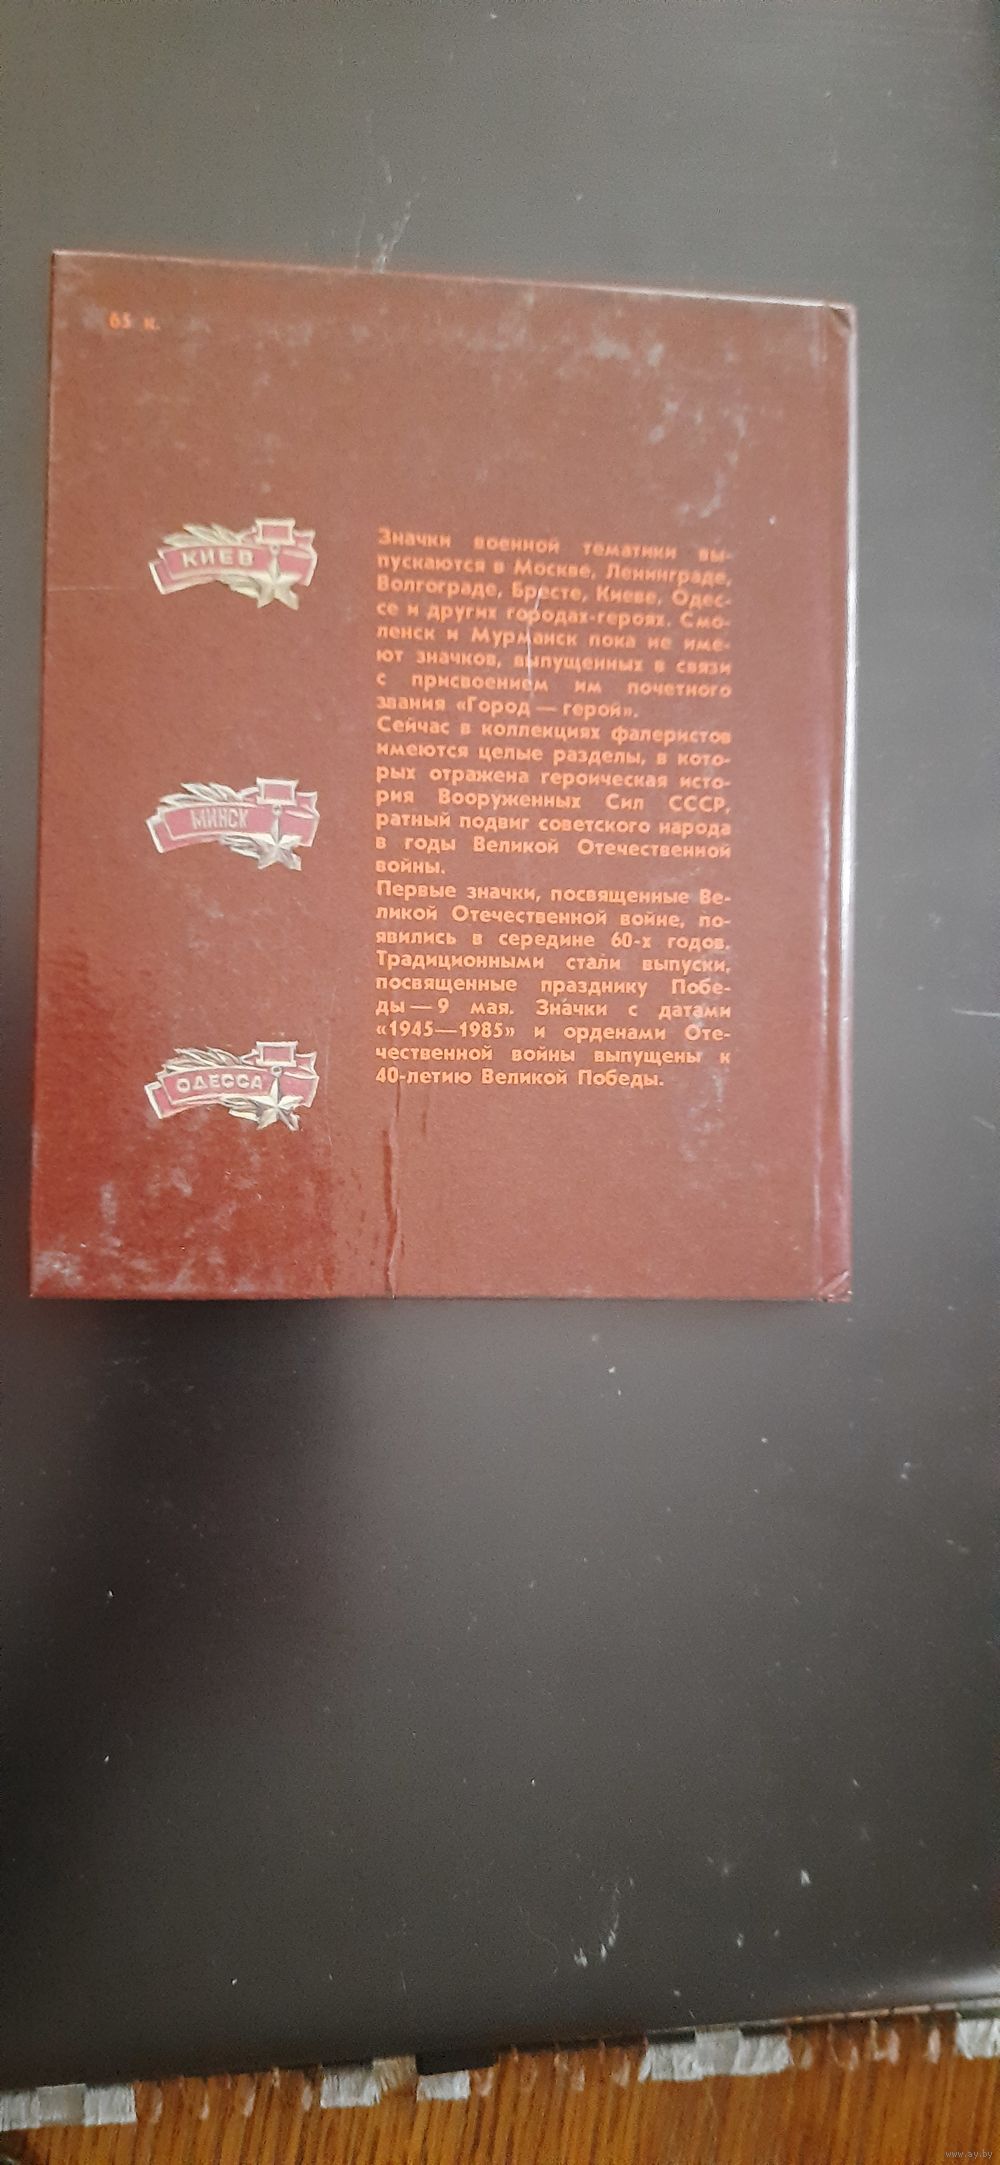 65 к.
КИЕВ
МИНСК
ОДЕССА
Значки военной тематики вы-
пускаются в Москве, Ленинграде,
Волгограде, Бресте, Киеве, Одес-
се и других городах-героях. Смо-
ленск и Мурманск пока не име-
ют значков, выпущенных в связи
с присвоением им почетного
звания «Город — герой».
Сейчас в коллекциях фалеристов
имеются целые разделы, в кото-
рых отражена героическая исто-
рия Вооруженных Сил СССР,
ратный подвиг советского народа
в годы Великой Отечественной
войны.
Первые значки, посвященные Ве-
ликой Отечественной войне, по-
явились в середине 60-х годов.
Традиционными стали выпуски,
посвященные празднику Побе-
ды — 9 мая. Значки с датами
«1945—1985» и орденами Оте-
чественной войны выпущены к
40-летию Великой Победы.
www.ay.by